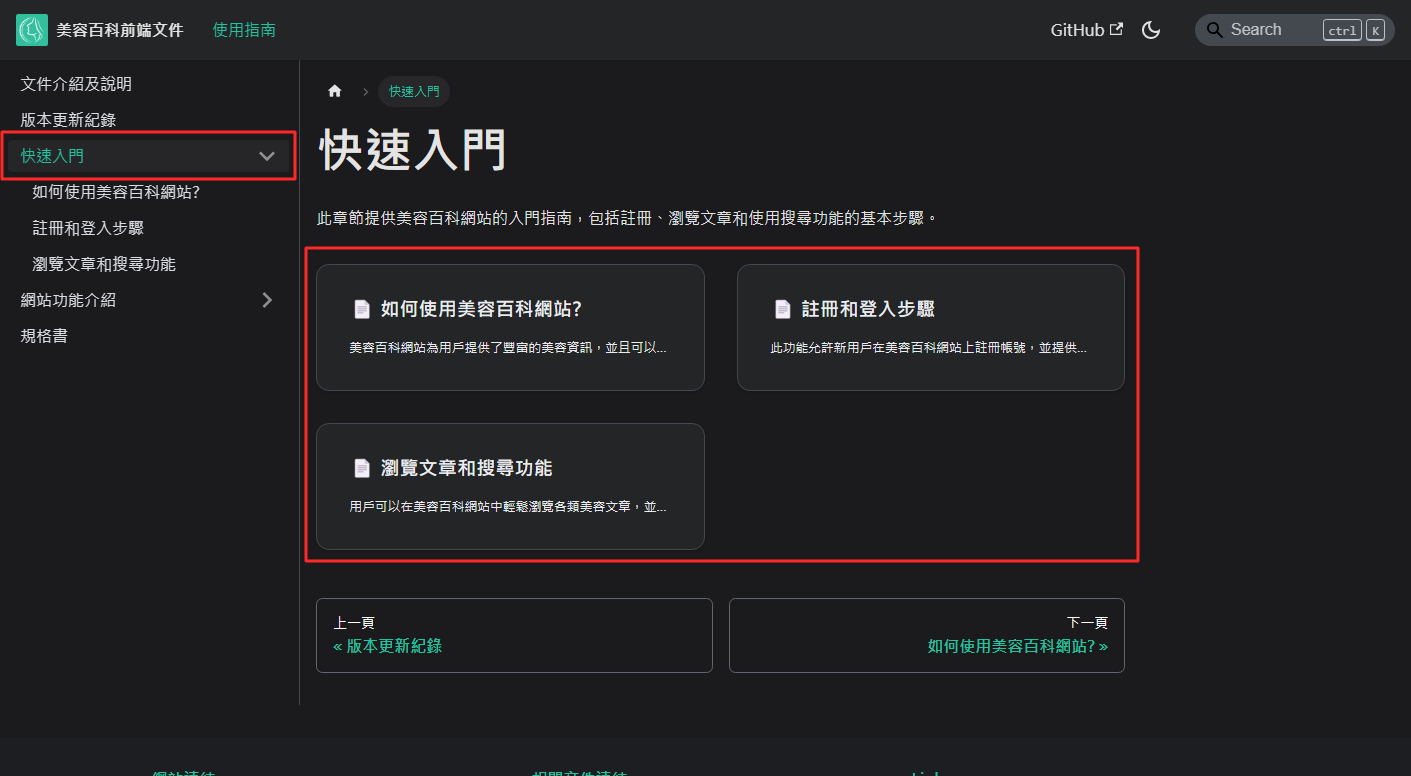 美容百科前端文件
使用指南
GitHub
Search
ctrl K
文件介紹及說明
版本更新紀錄
快速入門
如何使用美容百科網站?
註冊和登入步驟
瀏覽文章和搜尋功能
網站功能介紹
規格書
快速入門
快速入門
此章節提供美容百科網站的入門指南，包括註冊、瀏覽文章和使用搜尋功能的基本步驟。
如何使用美容百科網站?
美容百科網站為用戶提供了豐富的美容資訊，並且可以...
註冊和登入步驟
此功能允許新用戶在美容百科網站上註冊帳號，並提供...
瀏覽文章和搜尋功能
用戶可以在美容百科網站中輕鬆瀏覽各類美容文章，並...
上一頁
« 版本更新紀錄
下一頁
如何使用美容百科網站? »